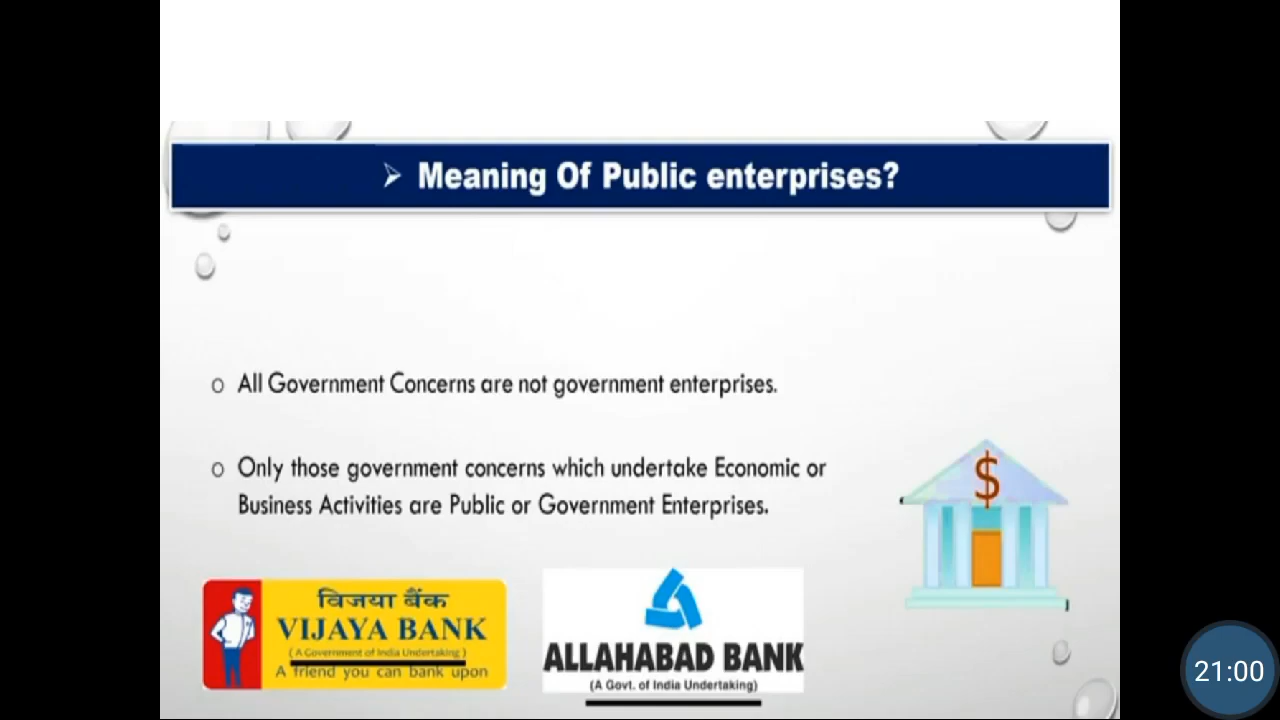 ➢ Meaning Of Public enterprises?
o All Government Concerns are not government enterprises.
o Only those government concerns which undertake Economic or
Business Activities are Public or Government Enterprises.
$
विजया बैंक
VIJAYA BANK
( A Government of India Undertaking )
A friend you can bank upon
ALLAHABAD BANK
(A Govt. of India Undertaking)
21:00